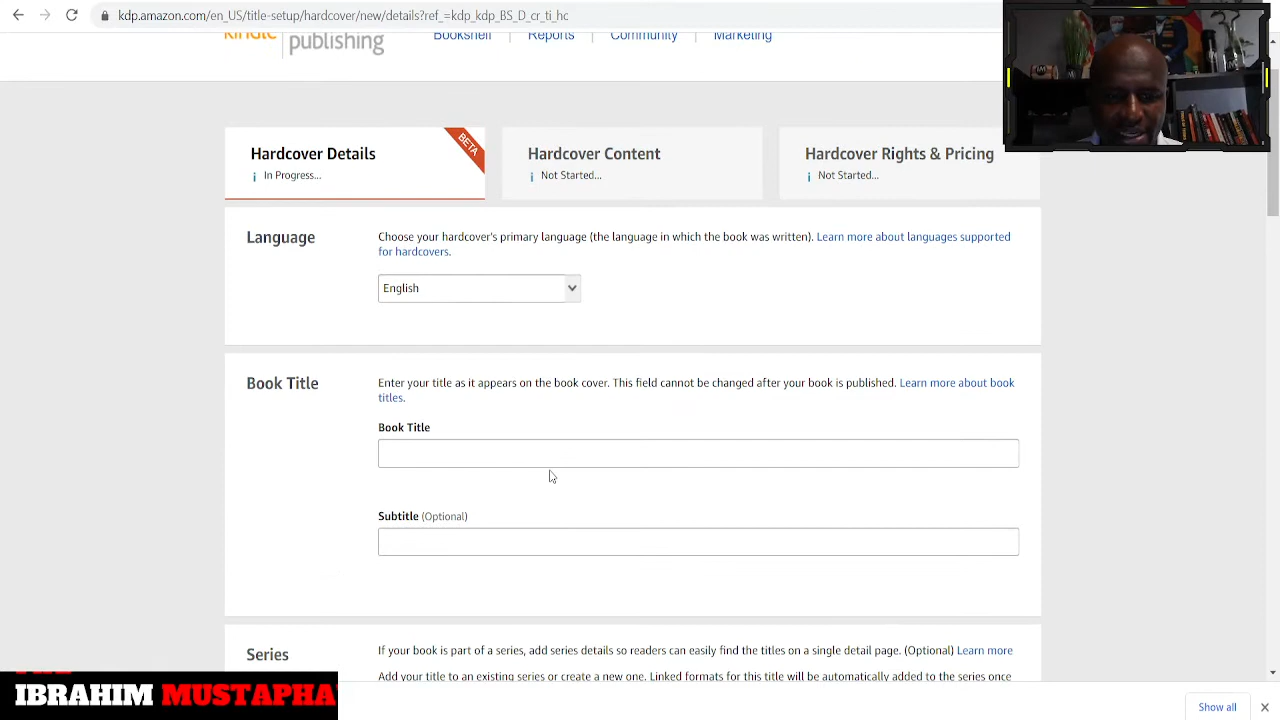 kdp.amazon.com/en_US/title-setup/hardcover/new/details?ref_=kdp_kdp_BS_D_cr_ti_hc
kindle publishing
Bookshelf | Reports | Community | Marketing
Hardcover Details
BETA
In Progress...
Hardcover Content
Not Started...
Hardcover Rights & Pricing
Not Started...
Language
Choose your hardcover's primary language (the language in which the book was written). Learn more about languages supported
for hardcovers.
English
Book Title
Enter your title as it appears on the book cover. This field cannot be changed after your book is published. Learn more about book
titles.
Book Title
Subtitle (Optional)
Series
If your book is part of a series, add series details so readers can easily find the titles on a single detail page. (Optional) Learn more
Add your title to an existing series or create a new one. Linked formats for this title will be automatically added to the series once
IBRAHIM MUSTAPHA
Show all